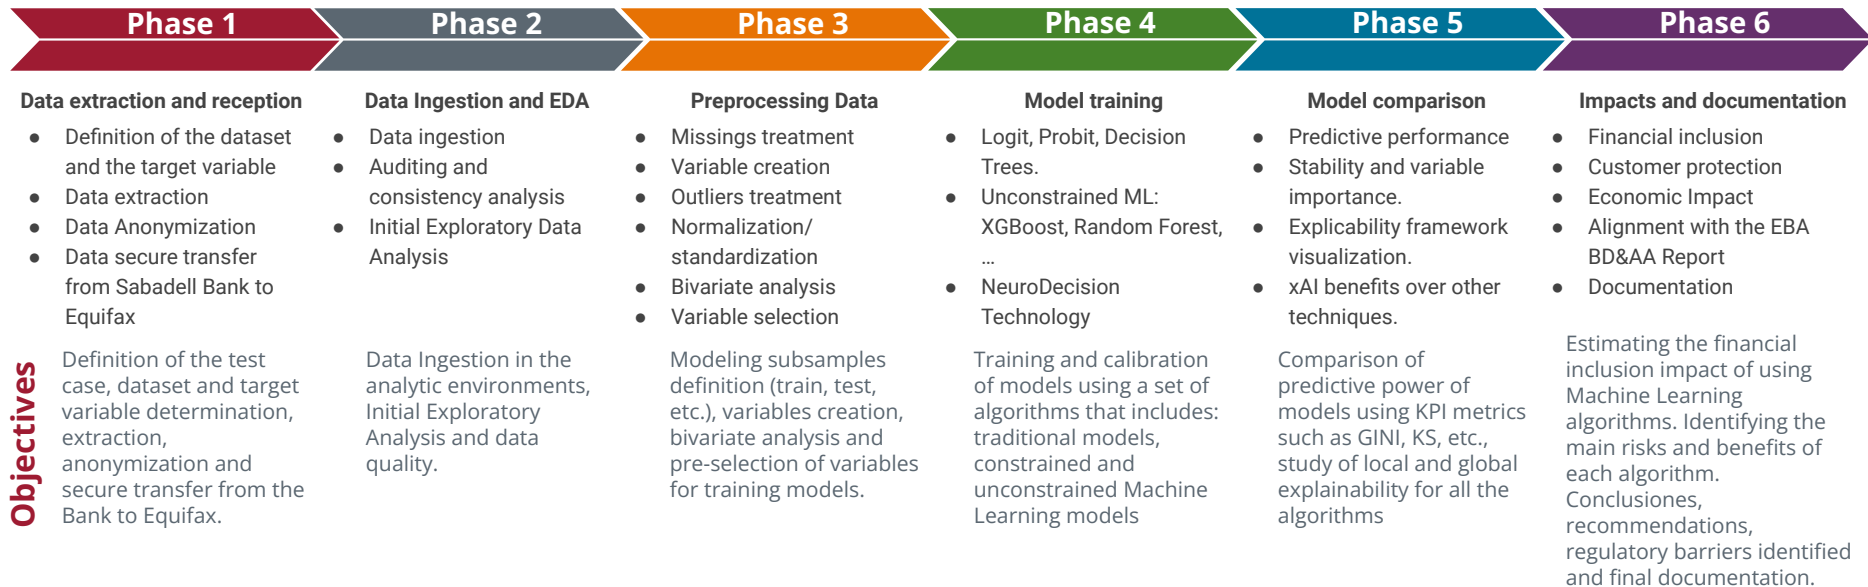 Phase 1
Phase 2
Phase 3
Phase 4
Phase 5
Phase 6
Data extraction and reception
● Definition of the dataset
and the target variable
● Data extraction
● Data Anonymization
● Data secure transfer
from Sabadell Bank to
Equifax
Data Ingestion and EDA
● Data ingestion
● Auditing and
consistency analysis
● Initial Exploratory Data
Analysis
Preprocessing Data
● Missings treatment
● Variable creation
● Outliers treatment
● Normalization/
standardization
● Bivariate analysis
● Variable selection
Model training
● Logit, Probit, Decision
Trees.
● Unconstrained ML:
XGBoost, Random Forest,
...
● NeuroDecision
Technology
Model comparison
● Predictive performance
● Stability and variable
importance.
● Explicability framework
visualization.
● xAI benefits over other
techniques.
Impacts and documentation
● Financial inclusion
● Customer protection
● Economic Impact
● Alignment with the EBA
BD&AA Report
● Documentation
Objectives
Definition of the test
case, dataset and target
variable determination,
extraction,
anonymization and
secure transfer from the
Bank to Equifax.
Data Ingestion in the
analytic environments,
Initial Exploratory
Analysis and data
quality.
Modeling subsamples
definition (train, test,
etc.), variables creation,
bivariate analysis and
pre-selection of variables
for training models.
Training and calibration
of models using a set of
algorithms that includes:
traditional models,
constrained and
unconstrained Machine
Learning models
Comparison of
predictive power of
models using KPI metrics
such as GINI, KS, etc.,
study of local and global
explainability for all the
algorithms
Estimating the financial
inclusion impact of using
Machine Learning
algorithms. Identifying the
main risks and benefits of
each algorithm.
Conclusiones,
recommendations,
regulatory barriers identified
and final documentation.